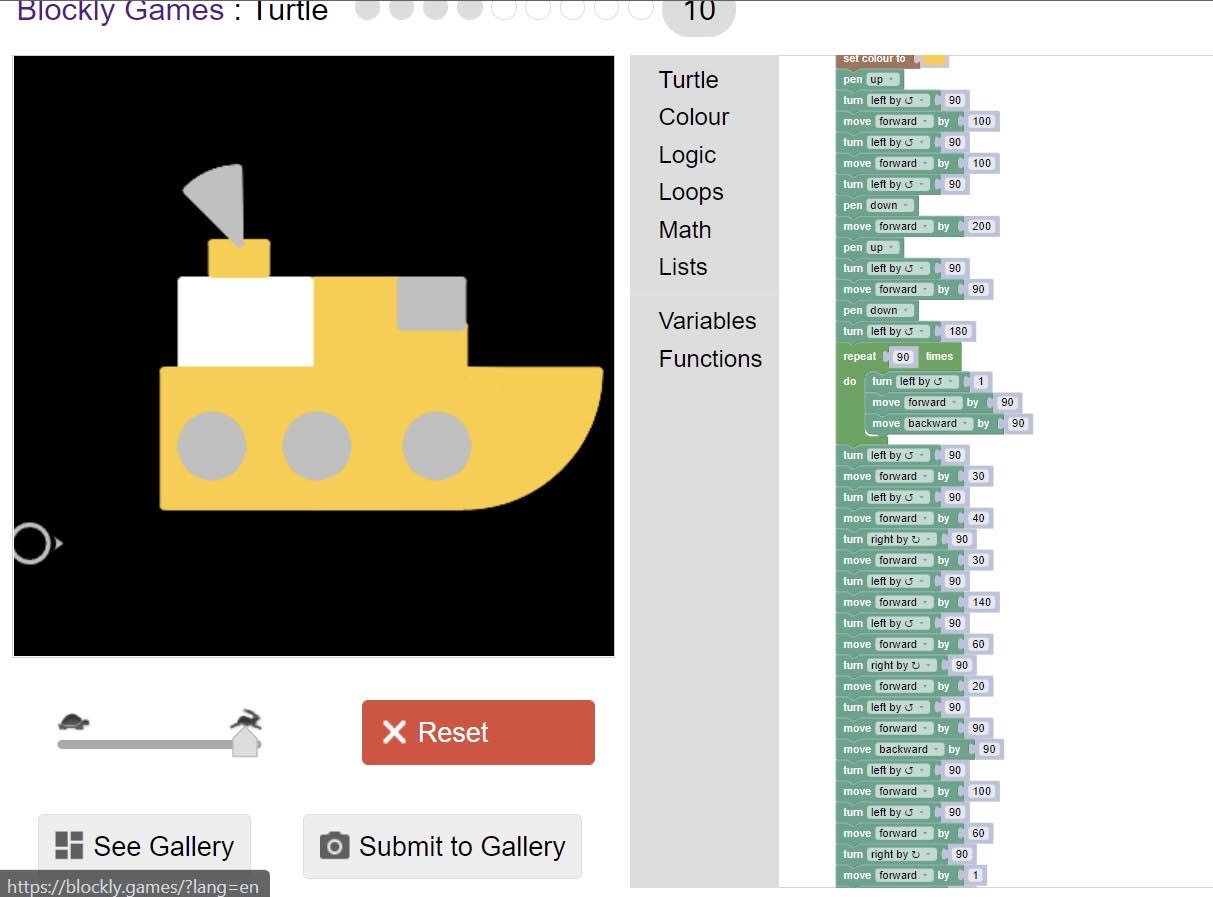 Blockly Games : Turtle 10
Turtle
Colour
Logic
Loops
Math
Lists
Variables
Functions
set colour to
pen up
turn left by ↺ 90
move forward by 100
turn left by ↺ 90
move forward by 100
turn left by ↺ 90
pen down
move forward by 200
pen up
turn left by ↺ 90
move forward by 90
pen down
turn left by ↺ 180
repeat 90 times
do turn left by ↺ 1
move forward by 90
move backward by 90
turn left by ↺ 90
move forward by 30
turn left by ↺ 90
move forward by 40
turn right by ↻ 90
move forward by 30
turn left by ↺ 90
move forward by 140
turn left by ↺ 90
move forward by 60
turn right by ↻ 90
move forward by 20
turn left by ↺ 90
move forward by 90
move backward by 90
turn left by ↺ 90
move forward by 100
turn left by ↺ 90
move forward by 60
turn right by ↻ 90
move forward by 1
Reset
See Gallery
Submit to Gallery
https://blockly.games/?lang=en